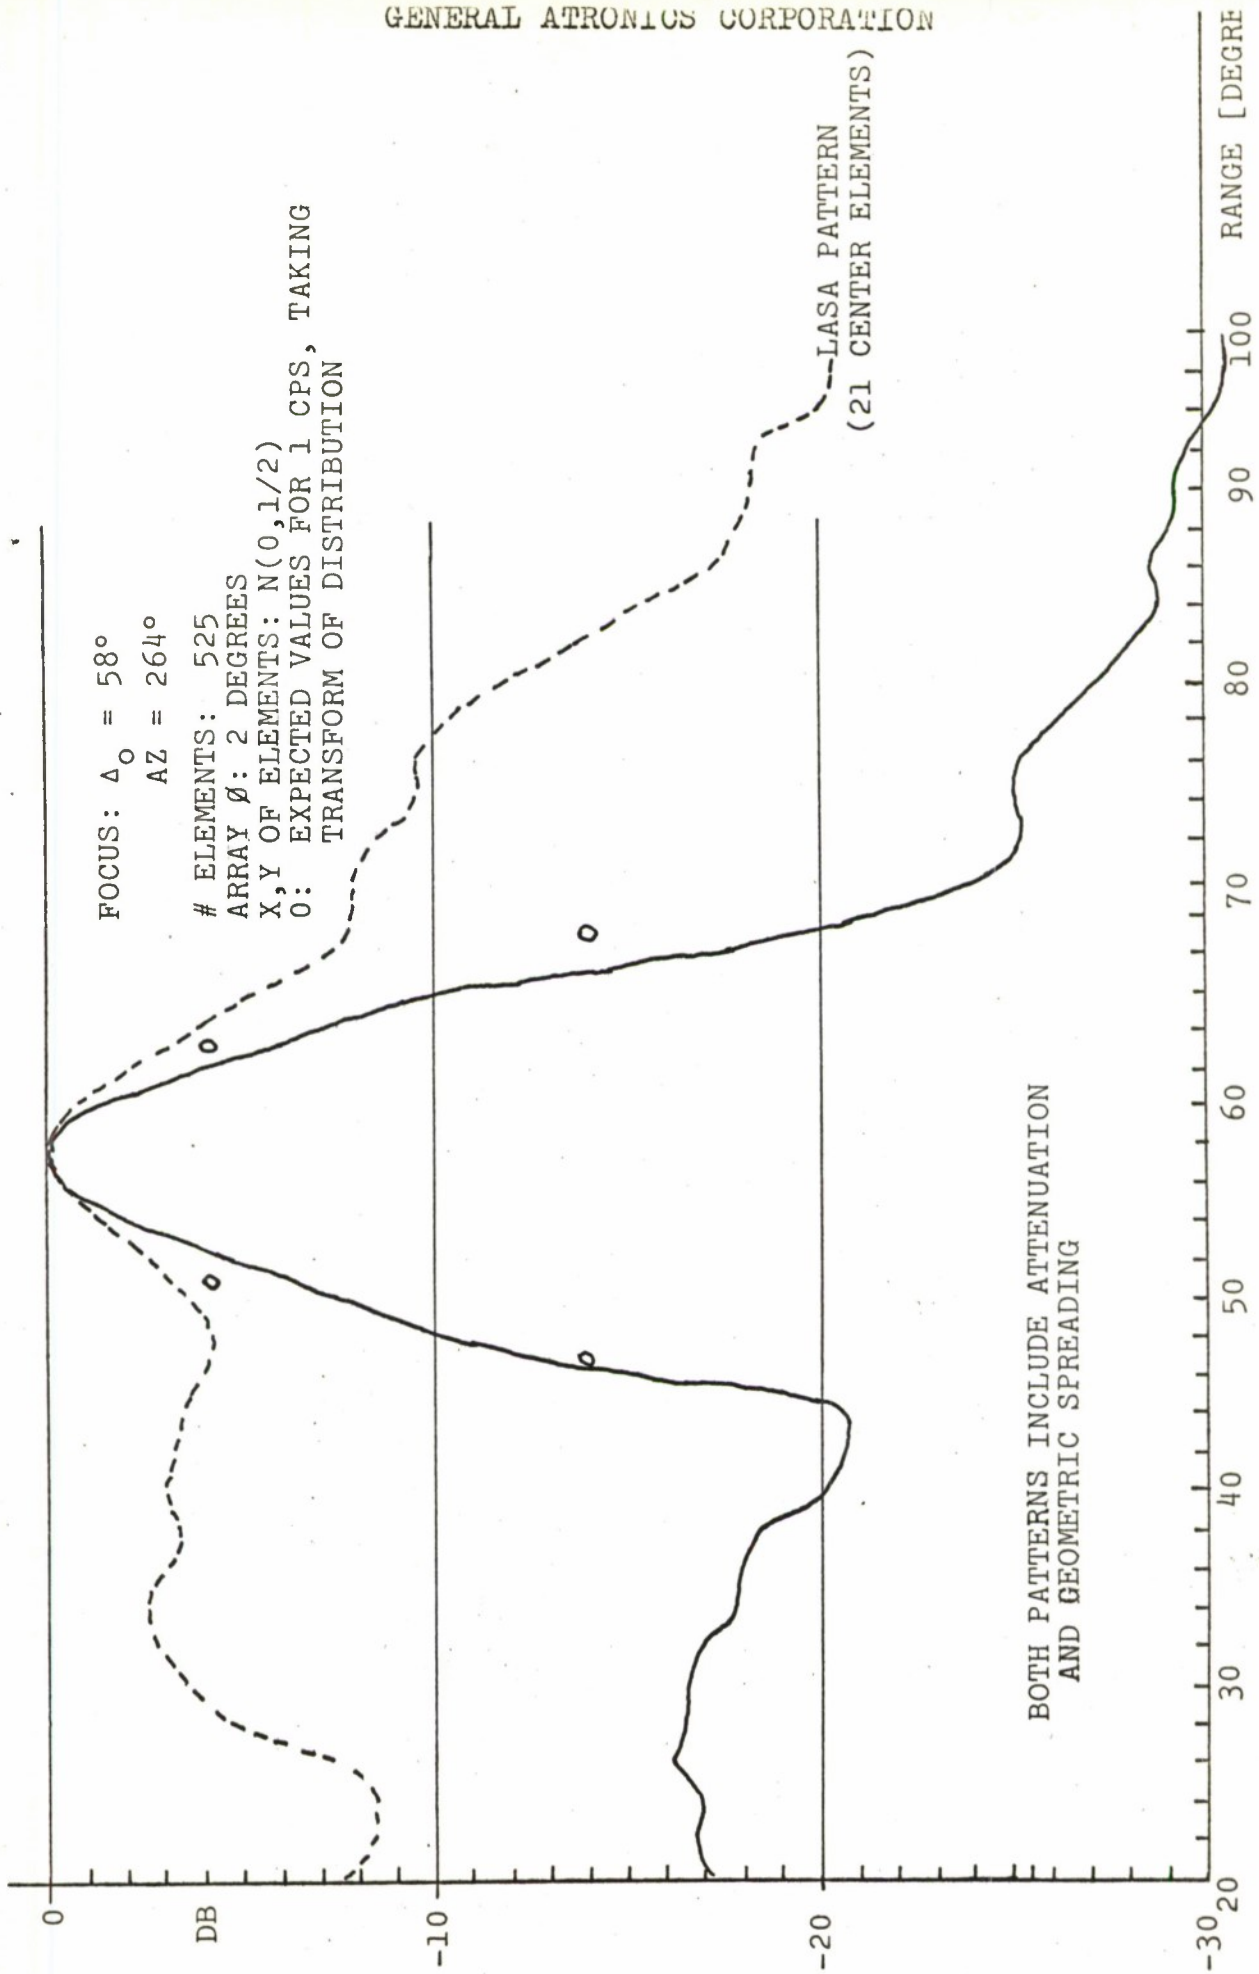 GENERAL ATRONICS CORPORATION
FOCUS: Δo = 58°
AZ = 264°
# ELEMENTS: 525
ARRAY Ø: 2 DEGREES
X,Y OF ELEMENTS: N(0,1/2)
O: EXPECTED VALUES FOR 1 CPS, TAKING
TRANSFORM OF DISTRIBUTION
LASA PATTERN
(21 CENTER ELEMENTS)
BOTH PATTERNS INCLUDE ATTENUATION
AND GEOMETRIC SPREADING
0
DB
-10
-20
-30
20
30
40
50
60
70
80
90
100
RANGE [DEGRE